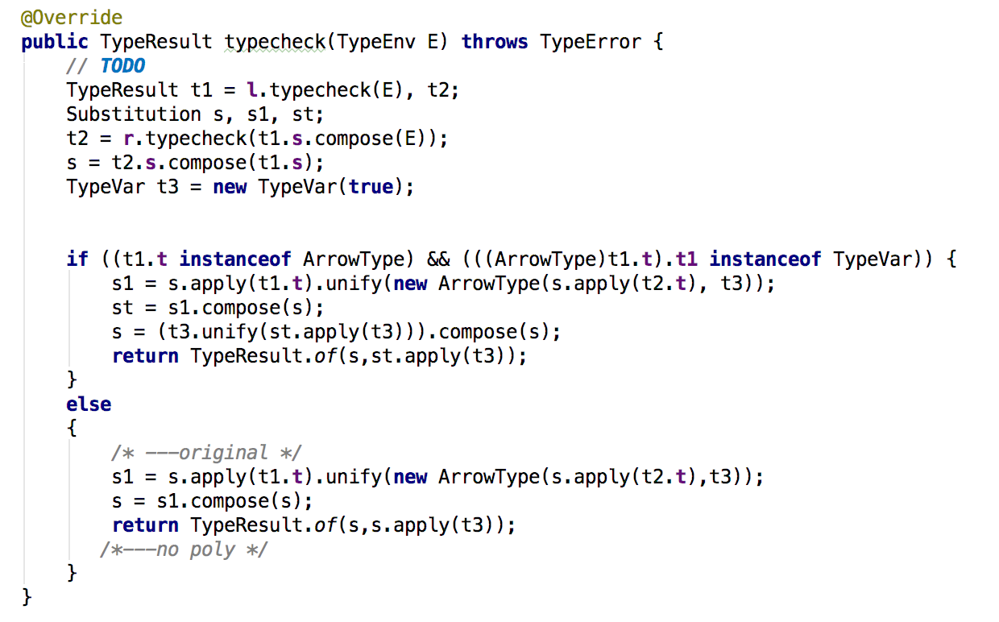 @Override
public TypeResult typecheck(TypeEnv E) throws TypeError {
// TODO
TypeResult t1 = l.typecheck(E), t2;
Substitution s, s1, st;
t2 = r.typecheck(t1.s.compose(E));
s = t2.s.compose(t1.s);
TypeVar t3 = new TypeVar(true);
if ((t1.t instanceof ArrowType) && (((ArrowType)t1.t).t1 instanceof TypeVar)) {
s1 = s.apply(t1.t).unify(new ArrowType(s.apply(t2.t), t3));
st = s1.compose(s);
s = (t3.unify(st.apply(t3))).compose(s);
return TypeResult.of(s,st.apply(t3));
}
else
{
/* ---original */
s1 = s.apply(t1.t).unify(new ArrowType(s.apply(t2.t),t3));
s = s1.compose(s);
return TypeResult.of(s,s.apply(t3));
/*---no poly */
}
}